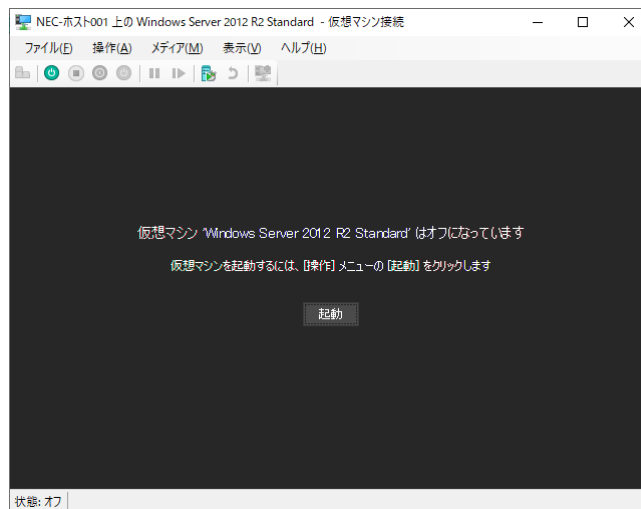 NEC-ホスト001 上の Windows Server 2012 R2 Standard - 仮想マシン接続
ファイル(F) 操作(A) メディア(M) 表示(V) ヘルプ(H)
仮想マシン 'Windows Server 2012 R2 Standard' はオフになっています
仮想マシンを起動するには、[操作] メニューの [起動] をクリックします
起動
状態: オフ